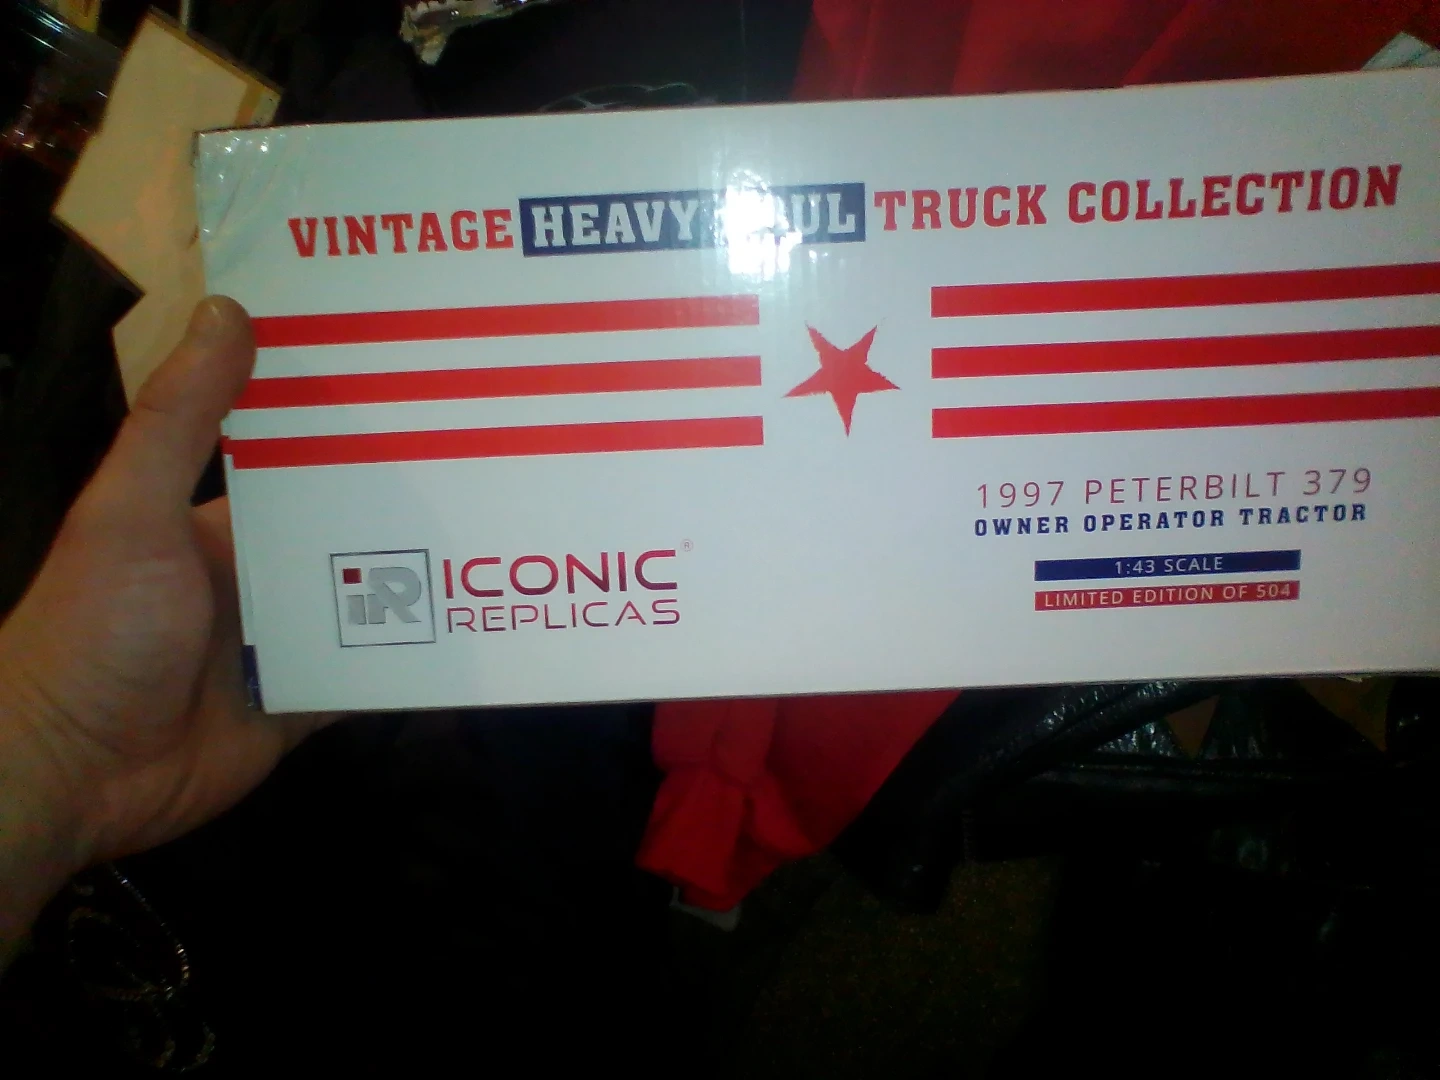 VINTAGE HEAVY HAUL TRUCK COLLECTION
1997 PETERBILT 379
OWNER OPERATOR TRACTOR
1:43 SCALE
LIMITED EDITION OF 504
iR ICONIC®
REPLICAS